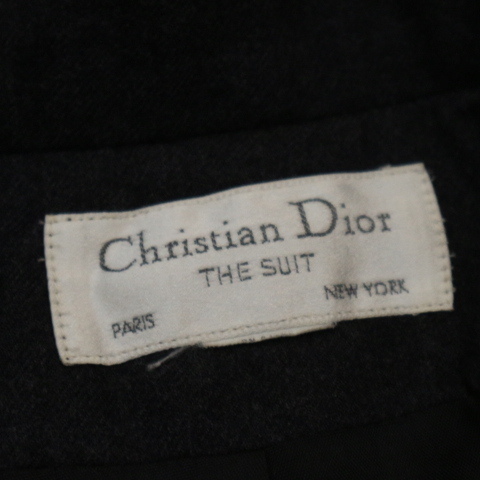 Christian Dior
THE SUIT
PARIS
NEW YORK